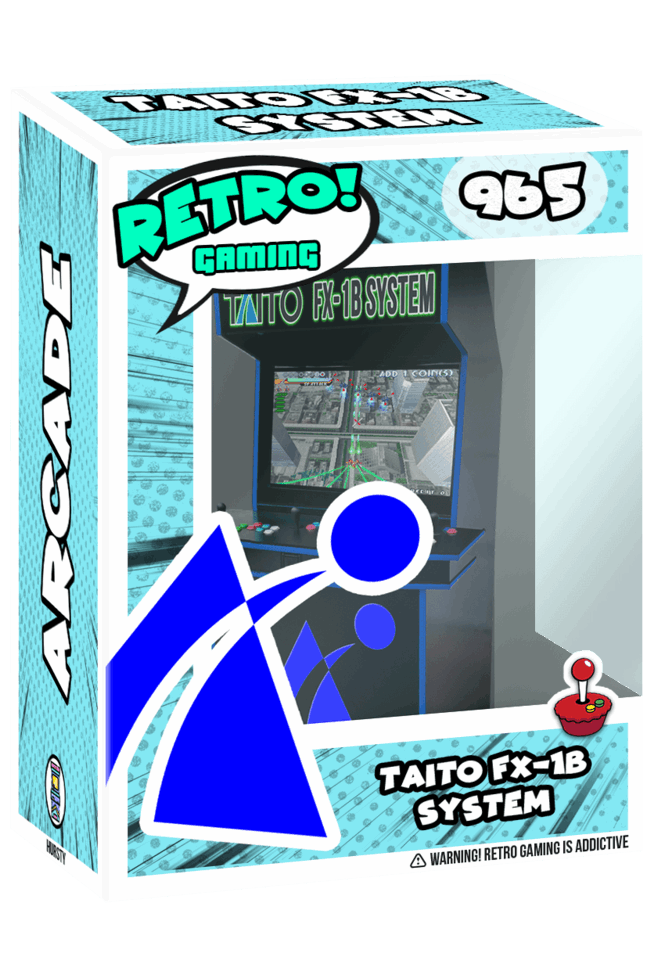 TAITO FX-1B
SYSTEM
RETRO!
GAMING
965
TAITO FX-1B SYSTEM
ADD 1 COIN(S)
ARCADE
TAITO FX-1B
SYSTEM
WARNING! RETRO GAMING IS ADDICTIVE
HURSTY